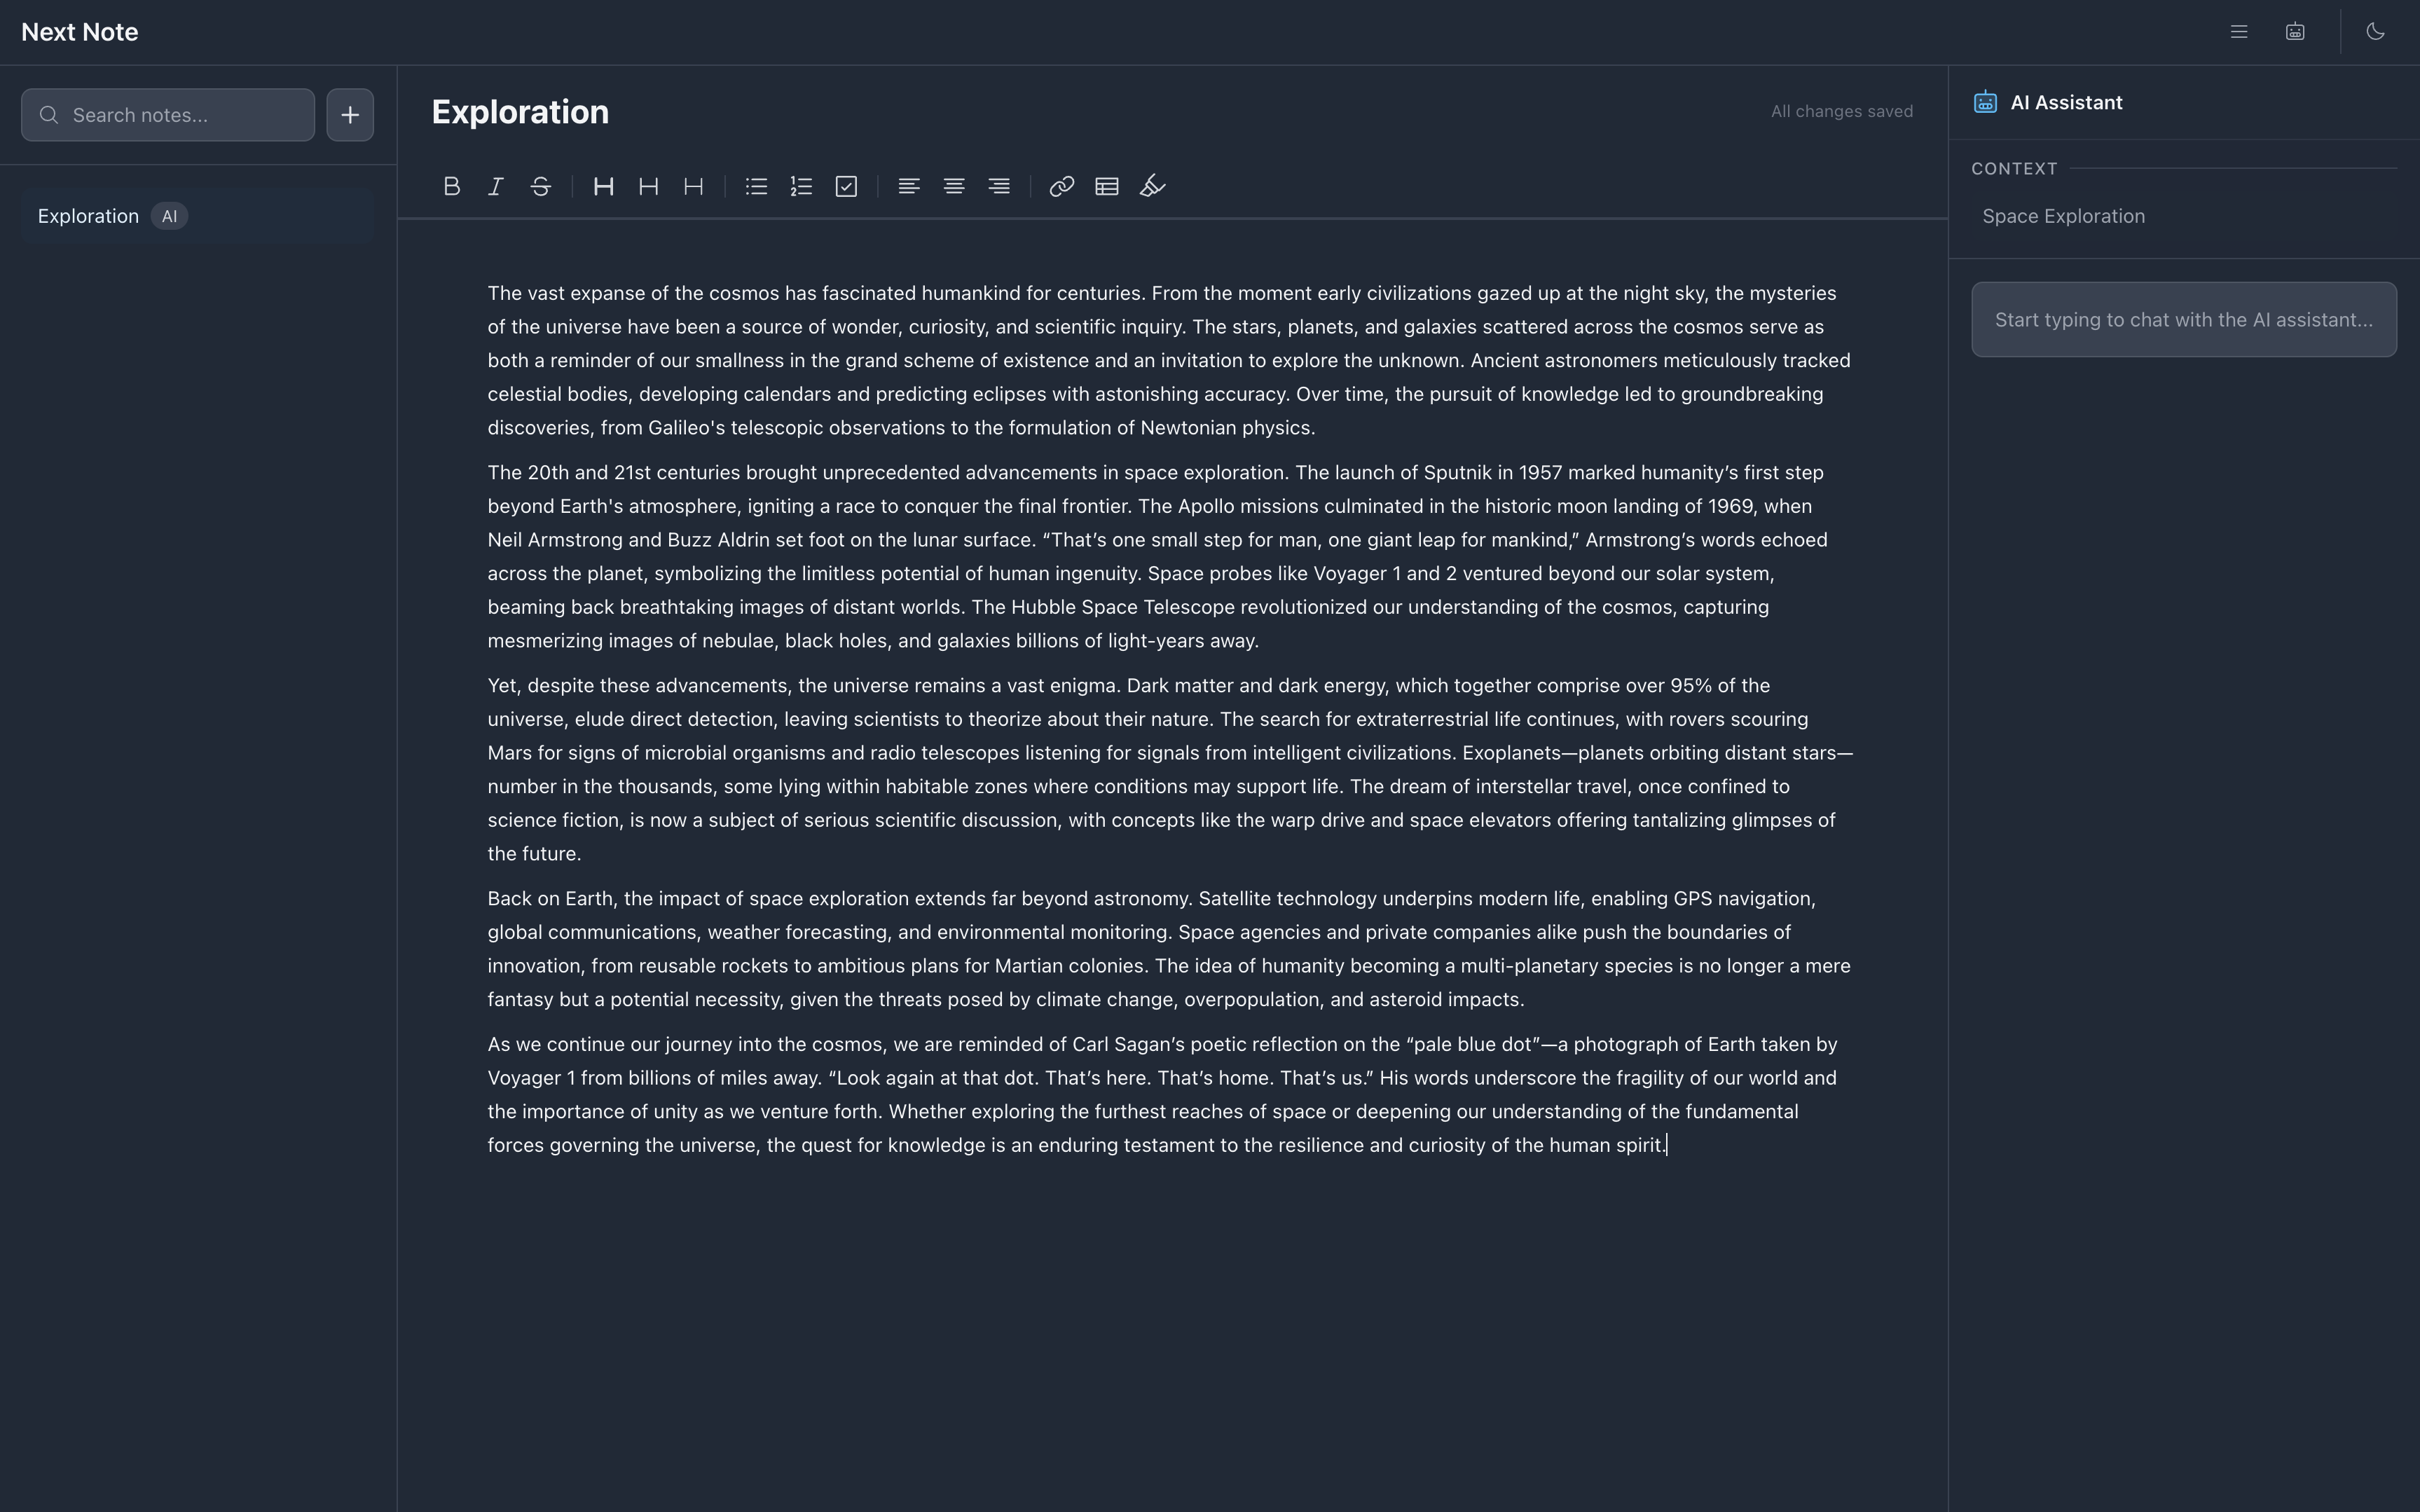 Next Note
Search notes...
Exploration AI
Exploration
All changes saved
B I S H H H
The vast expanse of the cosmos has fascinated humankind for centuries. From the moment early civilizations gazed up at the night sky, the mysteries
of the universe have been a source of wonder, curiosity, and scientific inquiry. The stars, planets, and galaxies scattered across the cosmos serve as
both a reminder of our smallness in the grand scheme of existence and an invitation to explore the unknown. Ancient astronomers meticulously tracked
celestial bodies, developing calendars and predicting eclipses with astonishing accuracy. Over time, the pursuit of knowledge led to groundbreaking
discoveries, from Galileo's telescopic observations to the formulation of Newtonian physics.
The 20th and 21st centuries brought unprecedented advancements in space exploration. The launch of Sputnik in 1957 marked humanity’s first step
beyond Earth's atmosphere, igniting a race to conquer the final frontier. The Apollo missions culminated in the historic moon landing of 1969, when
Neil Armstrong and Buzz Aldrin set foot on the lunar surface. “That’s one small step for man, one giant leap for mankind,” Armstrong’s words echoed
across the planet, symbolizing the limitless potential of human ingenuity. Space probes like Voyager 1 and 2 ventured beyond our solar system,
beaming back breathtaking images of distant worlds. The Hubble Space Telescope revolutionized our understanding of the cosmos, capturing
mesmerizing images of nebulae, black holes, and galaxies billions of light-years away.
Yet, despite these advancements, the universe remains a vast enigma. Dark matter and dark energy, which together comprise over 95% of the
universe, elude direct detection, leaving scientists to theorize about their nature. The search for extraterrestrial life continues, with rovers scouring
Mars for signs of microbial organisms and radio telescopes listening for signals from intelligent civilizations. Exoplanets—planets orbiting distant stars—
number in the thousands, some lying within habitable zones where conditions may support life. The dream of interstellar travel, once confined to
science fiction, is now a subject of serious scientific discussion, with concepts like the warp drive and space elevators offering tantalizing glimpses of
the future.
Back on Earth, the impact of space exploration extends far beyond astronomy. Satellite technology underpins modern life, enabling GPS navigation,
global communications, weather forecasting, and environmental monitoring. Space agencies and private companies alike push the boundaries of
innovation, from reusable rockets to ambitious plans for Martian colonies. The idea of humanity becoming a multi-planetary species is no longer a mere
fantasy but a potential necessity, given the threats posed by climate change, overpopulation, and asteroid impacts.
As we continue our journey into the cosmos, we are reminded of Carl Sagan’s poetic reflection on the “pale blue dot”—a photograph of Earth taken by
Voyager 1 from billions of miles away. “Look again at that dot. That’s here. That’s home. That’s us.” His words underscore the fragility of our world and
the importance of unity as we venture forth. Whether exploring the furthest reaches of space or deepening our understanding of the fundamental
forces governing the universe, the quest for knowledge is an enduring testament to the resilience and curiosity of the human spirit.
AI Assistant
CONTEXT
Space Exploration
Start typing to chat with the AI assistant...